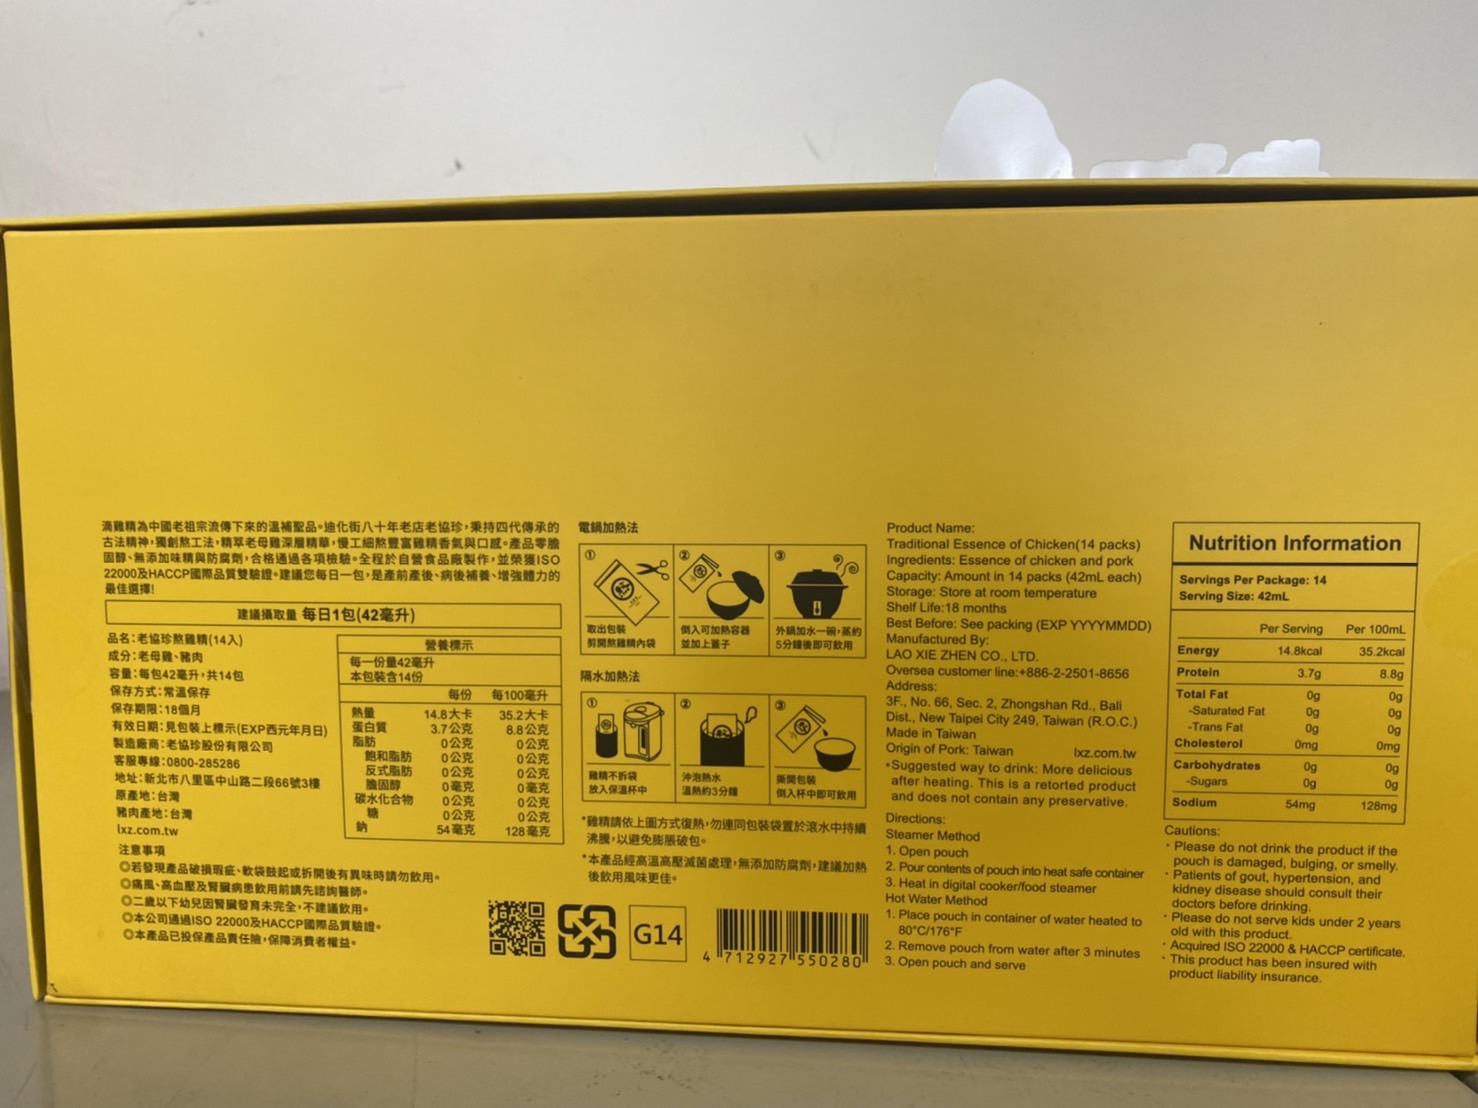 滴雞精為中國老祖宗流傳下來的溫補聖品。迪化街八十年老店老協珍,秉持四代傳承的
古法精神,獨創熬工法,精萃老母雞深層精華,慢工細熬豐富雞精香氣與口感。產品零膽
固醇、無添加味精與防腐劑,合格通過各項檢驗。全程於自營食品廠製作,並榮獲ISO
22000及HACCP國際品質雙驗證。建議您每日一包,是產前產後、病後補養、增強體力的
最佳選擇!
建議攝取量 每日1包(42毫升)
品名:老協珍熬雞精(14入)
成分:老母雞、豬肉
容量:每包42毫升,共14包
保存方式:常溫保存
保存期限:18個月
有效日期:見包裝上標示(EXP西元年月日)
製造廠商:老協珍股份有限公司
客服專線:0800-285286
地址:新北市八里區中山路二段66號3樓
原產地:台灣
豬肉產地:台灣
lxz.com.tw
營養標示
每一份量42毫升
本包裝含14份
每份 每100毫升
熱量 14.8大卡 35.2大卡
蛋白質 3.7公克 8.8公克
脂肪 0公克 0公克
飽和脂肪 0公克 0公克
反式脂肪 0公克 0公克
膽固醇 0毫克 0毫克
碳水化合物 0公克 0公克
糖 0公克 0公克
鈉 54毫克 128毫克
注意事項
◎若發現產品破損瑕疵、軟袋鼓起或拆開後有異味時請勿飲用。
◎痛風、高血壓及腎臟病患飲用前請先諮詢醫師。
◎二歲以下幼兒因腎臟發育未完全,不建議飲用。
◎本公司通過ISO 22000及HACCP國際品質驗證。
◎本產品已投保產品責任險,保障消費者權益。
電鍋加熱法
① ② ③
取出包裝
剪開熬雞精內袋
倒入可加熱容器
並加上蓋子
外鍋加水一碗,蒸約
5分鐘後即可飲用
隔水加熱法
① ② ③
雞精不拆袋
放入保溫杯中
沖泡熱水
溫熱約3分鐘
撕開包裝
倒入杯中即可飲用
*雞精請依上圖方式復熱,勿連同包裝袋置於滾水中持續
沸騰,以避免膨脹破包。
*本產品經高溫高壓滅菌處理,無添加防腐劑,建議加熱
後飲用風味更佳。
G14
4 712927 550280
Product Name:
Traditional Essence of Chicken(14 packs)
Ingredients: Essence of chicken and pork
Capacity: Amount in 14 packs (42mL each)
Storage: Store at room temperature
Shelf Life:18 months
Best Before: See packing (EXP YYYYMMDD)
Manufactured By:
LAO XIE ZHEN CO., LTD.
Oversea customer line:+886-2-2501-8656
Address:
3F., No. 66, Sec. 2, Zhongshan Rd., Bali
Dist., New Taipei City 249, Taiwan (R.O.C.)
Made in Taiwan
Origin of Pork: Taiwan lxz.com.tw
*Suggested way to drink: More delicious
after heating. This is a retorted product
and does not contain any preservative.
Directions:
Steamer Method
1. Open pouch
2. Pour contents of pouch into heat safe container
3. Heat in digital cooker/food steamer
Hot Water Method
1. Place pouch in container of water heated to
80°C/176°F
2. Remove pouch from water after 3 minutes
3. Open pouch and serve
Nutrition Information
Servings Per Package: 14
Serving Size: 42mL
Per Serving Per 100mL
Energy 14.8kcal 35.2kcal
Protein 3.7g 8.8g
Total Fat 0g 0g
-Saturated Fat 0g 0g
-Trans Fat 0g 0g
Cholesterol 0mg 0mg
Carbohydrates 0g 0g
-Sugars 0g 0g
Sodium 54mg 128mg
Cautions:
· Please do not drink the product if the
pouch is damaged, bulging, or smelly.
· Patients of gout, hypertension, and
kidney disease should consult their
doctors before drinking.
· Please do not serve kids under 2 years
old with this product.
· Acquired ISO 22000 & HACCP certificate.
· This product has been insured with
product liability insurance.